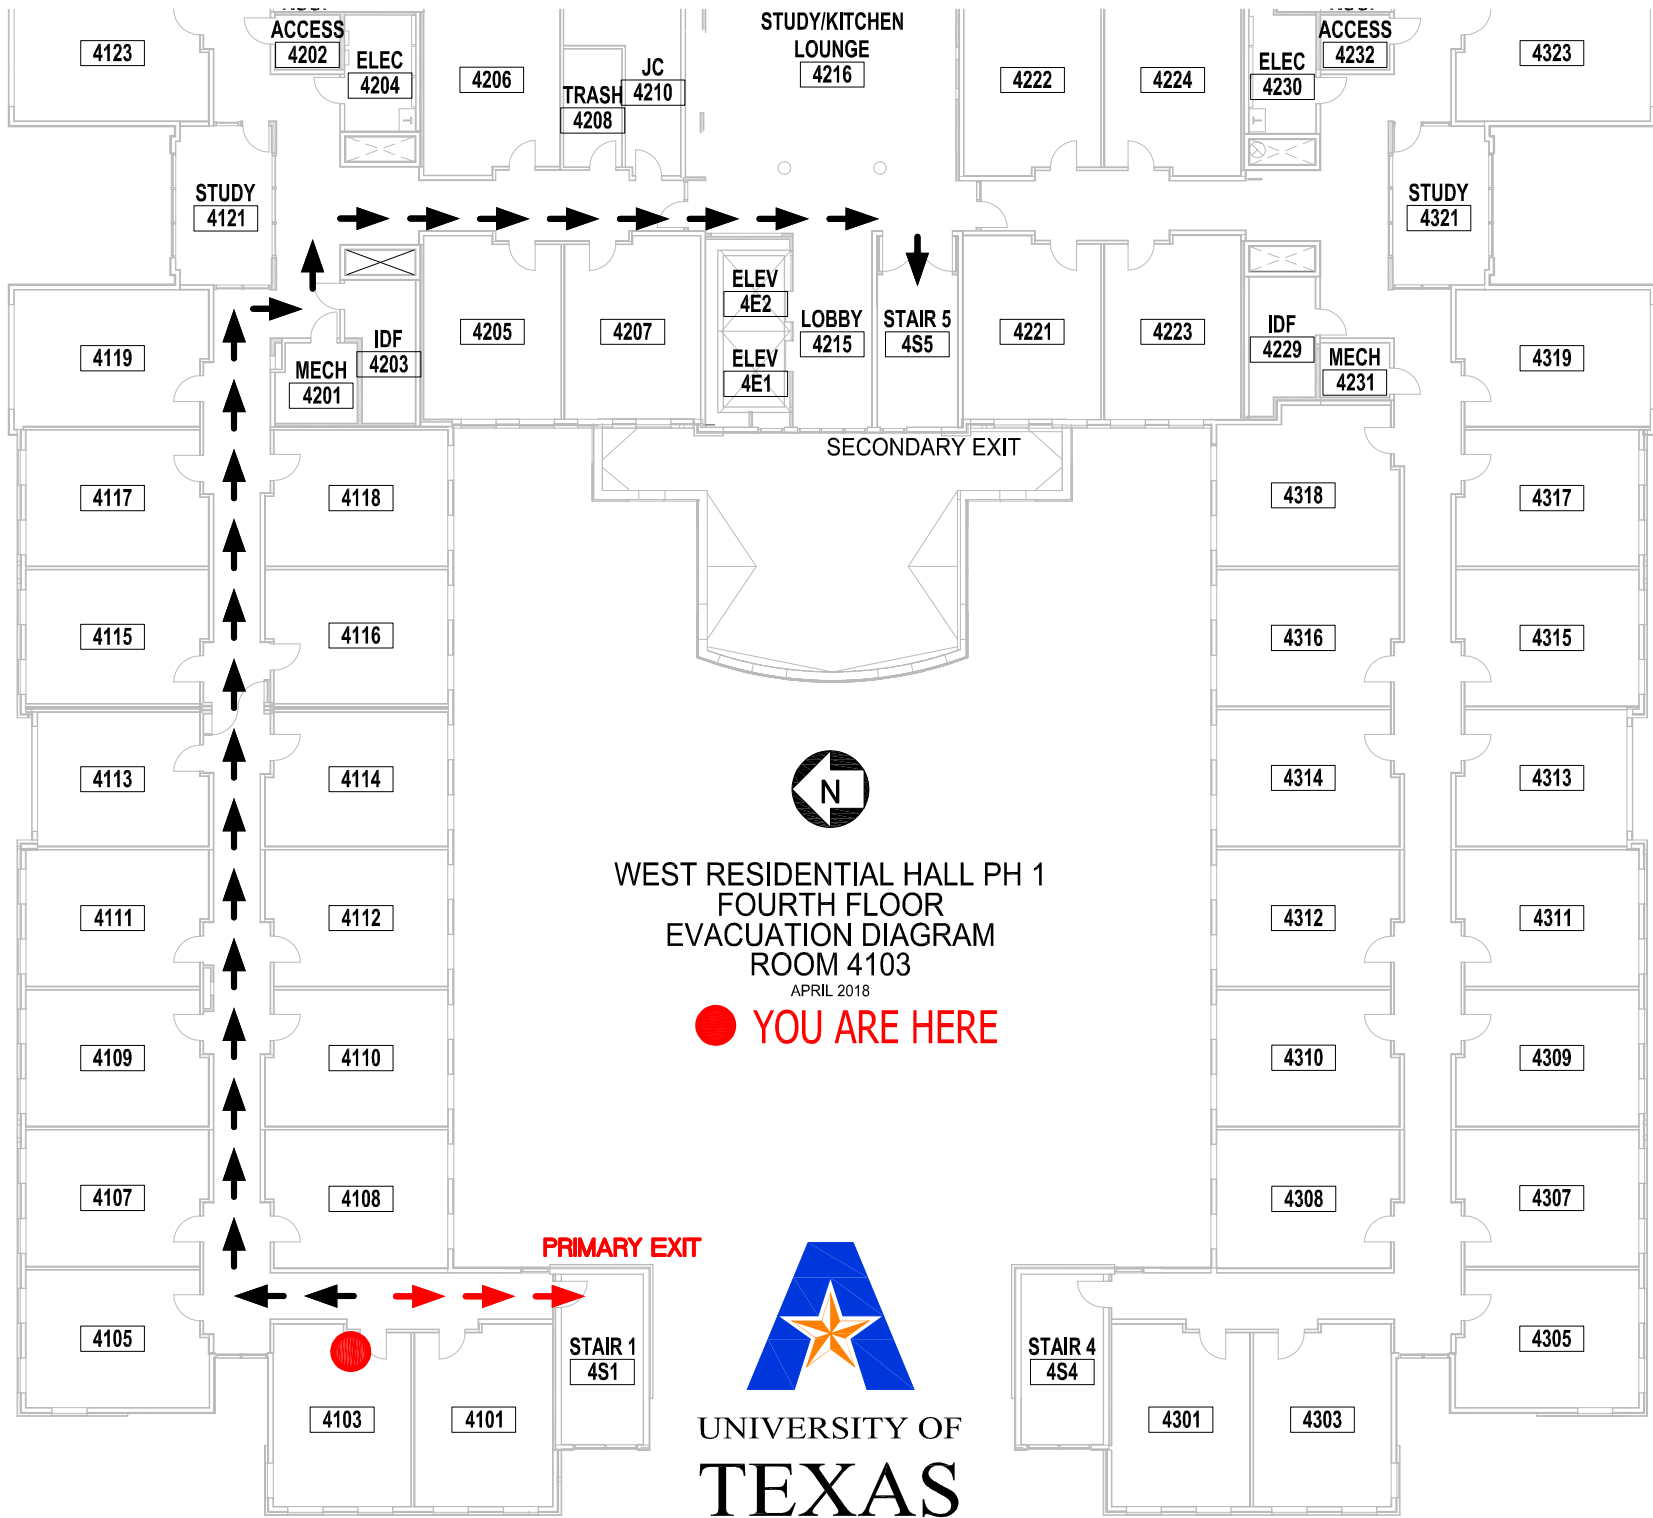 ACCESS
4202
ELEC
4204
4123
4206
TRASH
4208
JC
4210
STUDY/KITCHEN
LOUNGE
4216
4222
4224
ELEC
4230
ACCESS
4232
4323
STUDY
4121
STUDY
4321
4119
MECH
4201
IDF
4203
4205
4207
ELEV
4E2
ELEV
4E1
LOBBY
4215
STAIR 5
4S5
4221
4223
IDF
4229
MECH
4231
4319
SECONDARY EXIT
4117
4118
4318
4317
4115
4116
4316
4315
4113
4114
4314
4313
N
WEST RESIDENTIAL HALL PH 1
FOURTH FLOOR
EVACUATION DIAGRAM
ROOM 4103
APRIL 2018
YOU ARE HERE
4111
4112
4312
4311
4109
4110
4310
4309
4107
4108
4308
4307
PRIMARY EXIT
4105
STAIR 1
4S1
STAIR 4
4S4
4305
4103
4101
4301
4303
UNIVERSITY OF
TEXAS